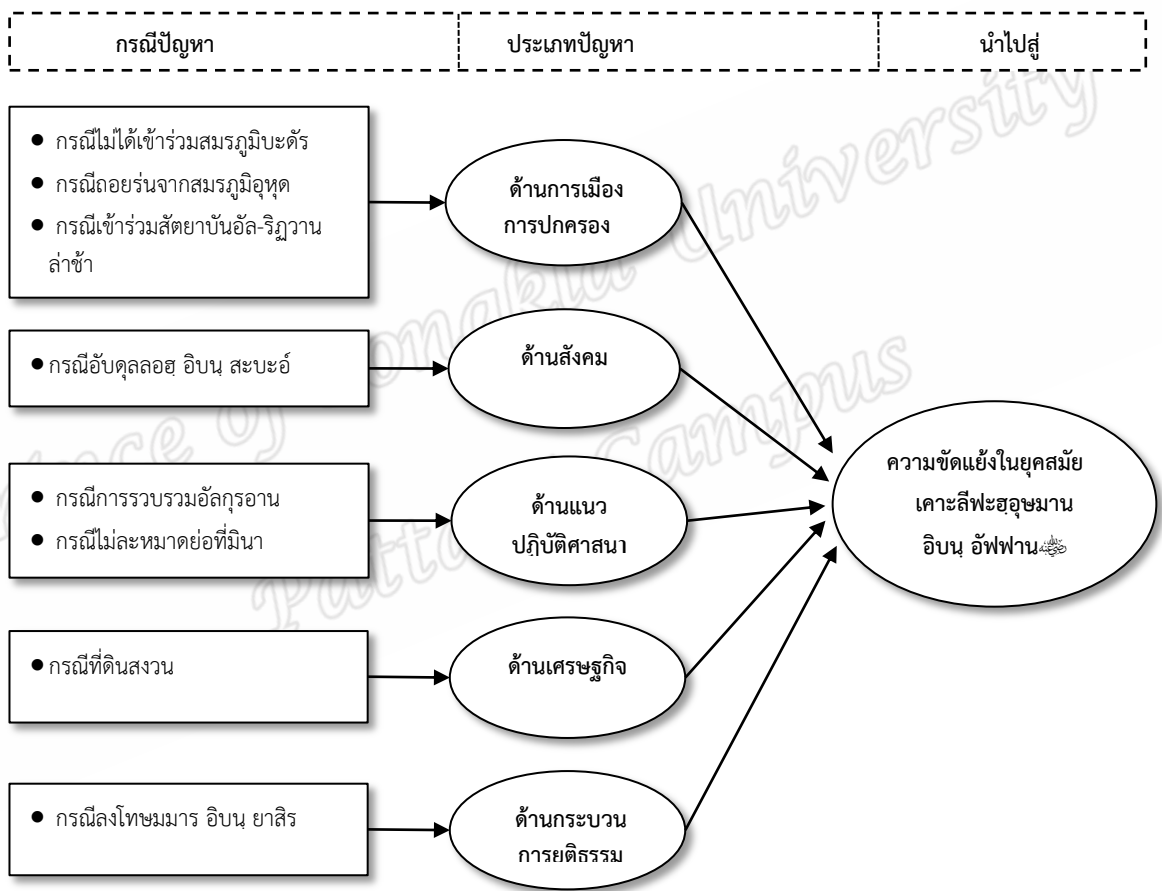 กรณีปัญหา
ประเภทปัญหา
นำไปสู่
● กรณีไม่ได้เข้าร่วมสมรภูมิบะดัร
● กรณีถอยร่นจากสมรภูมิอุหุด
● กรณีเข้าร่วมสัตยาบันอัล-ริฎวาน
ล่าช้า
ด้านการเมือง
การปกครอง
● กรณีอับดุลลอฮฺ อิบนฺ สะบะอ์
ด้านสังคม
● กรณีการรวบรวมอัลกุรอาน
● กรณีไม่ละหมาดย่อที่มินา
ด้านแนว
ปฏิบัติศาสนา
● กรณีที่ดินสงวน
ด้านเศรษฐกิจ
● กรณีลงโทษมมาร อิบนฺ ยาสิร
ด้านกระบวน
การยุติธรรม
ความขัดแย้งในยุคสมัย
เคาะลีฟะฮฺอุษมาน
อิบนฺ อัฟฟาน
Prince of Songkla University
Pattani Campus